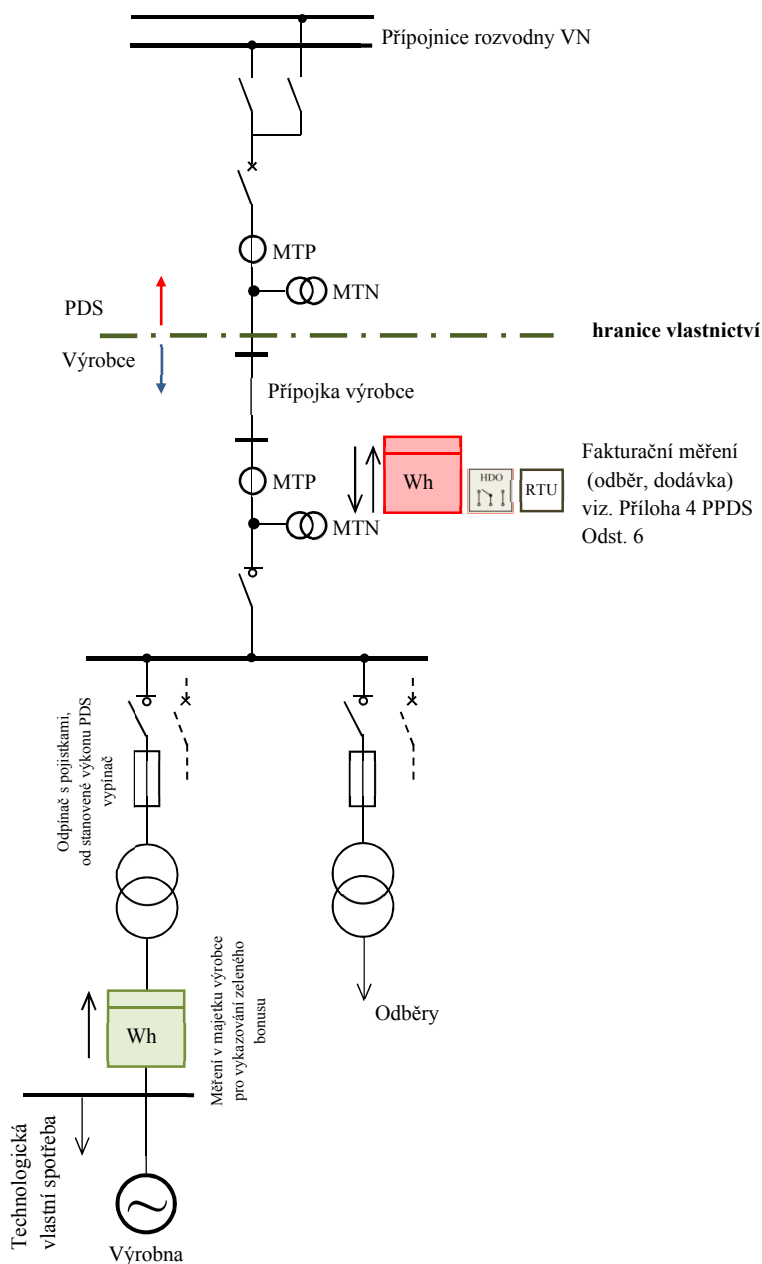 Přípojnice rozvodny VN
MTP
MTN
PDS
hranice vlastnictví
Výrobce
Přípojka výrobce
MTP
Wh
HDO
RTU
Fakturační měření
(odběr, dodávka)
viz. Příloha 4 PPDS
Odst. 6
MTN
Odpínač s pojistkami,
od stanovené výkonu PDS
vypínač
Měření v majetku výrobce
pro vykazování zeleného
bonusu
Wh
Odběry
Technologická
vlastní spotřeba
Výrobna